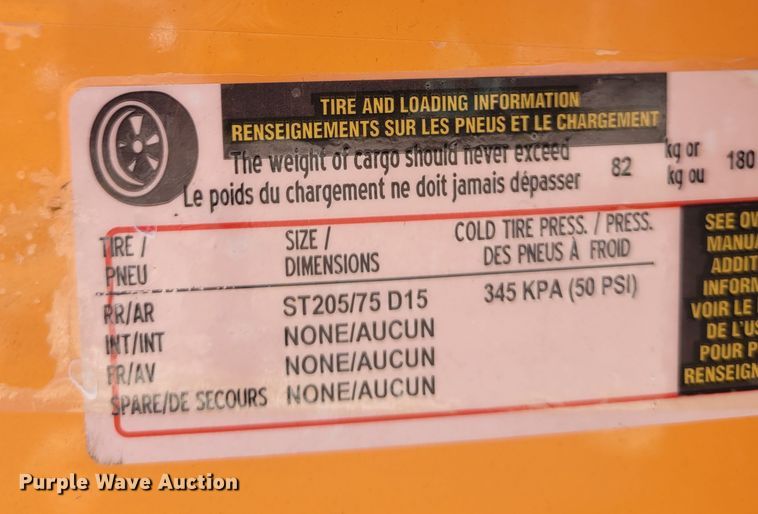 TIRE AND LOADING INFORMATION
RENSEIGNEMENTS SUR LES PNEUS ET LE CHARGEMENT
The weight of cargo should never exceed
Le poids du chargement ne doit jamais dépasser
82
kg or
kg ou
180
TIRE /
PNEU
SIZE /
DIMENSIONS
COLD TIRE PRESS. / PRESS.
DES PNEUS À FROID
RR/AR ST205/75 D15 345 KPA (50 PSI)
INT/INT NONE/AUCUN
FR/AV NONE/AUCUN
SPARE/DE SECOURS NONE/AUCUN
SEE
MANU
ADDIT
INFORM
VOIR LE
DE L'US
POUR P
RENSEIGN
Purple Wave Auction